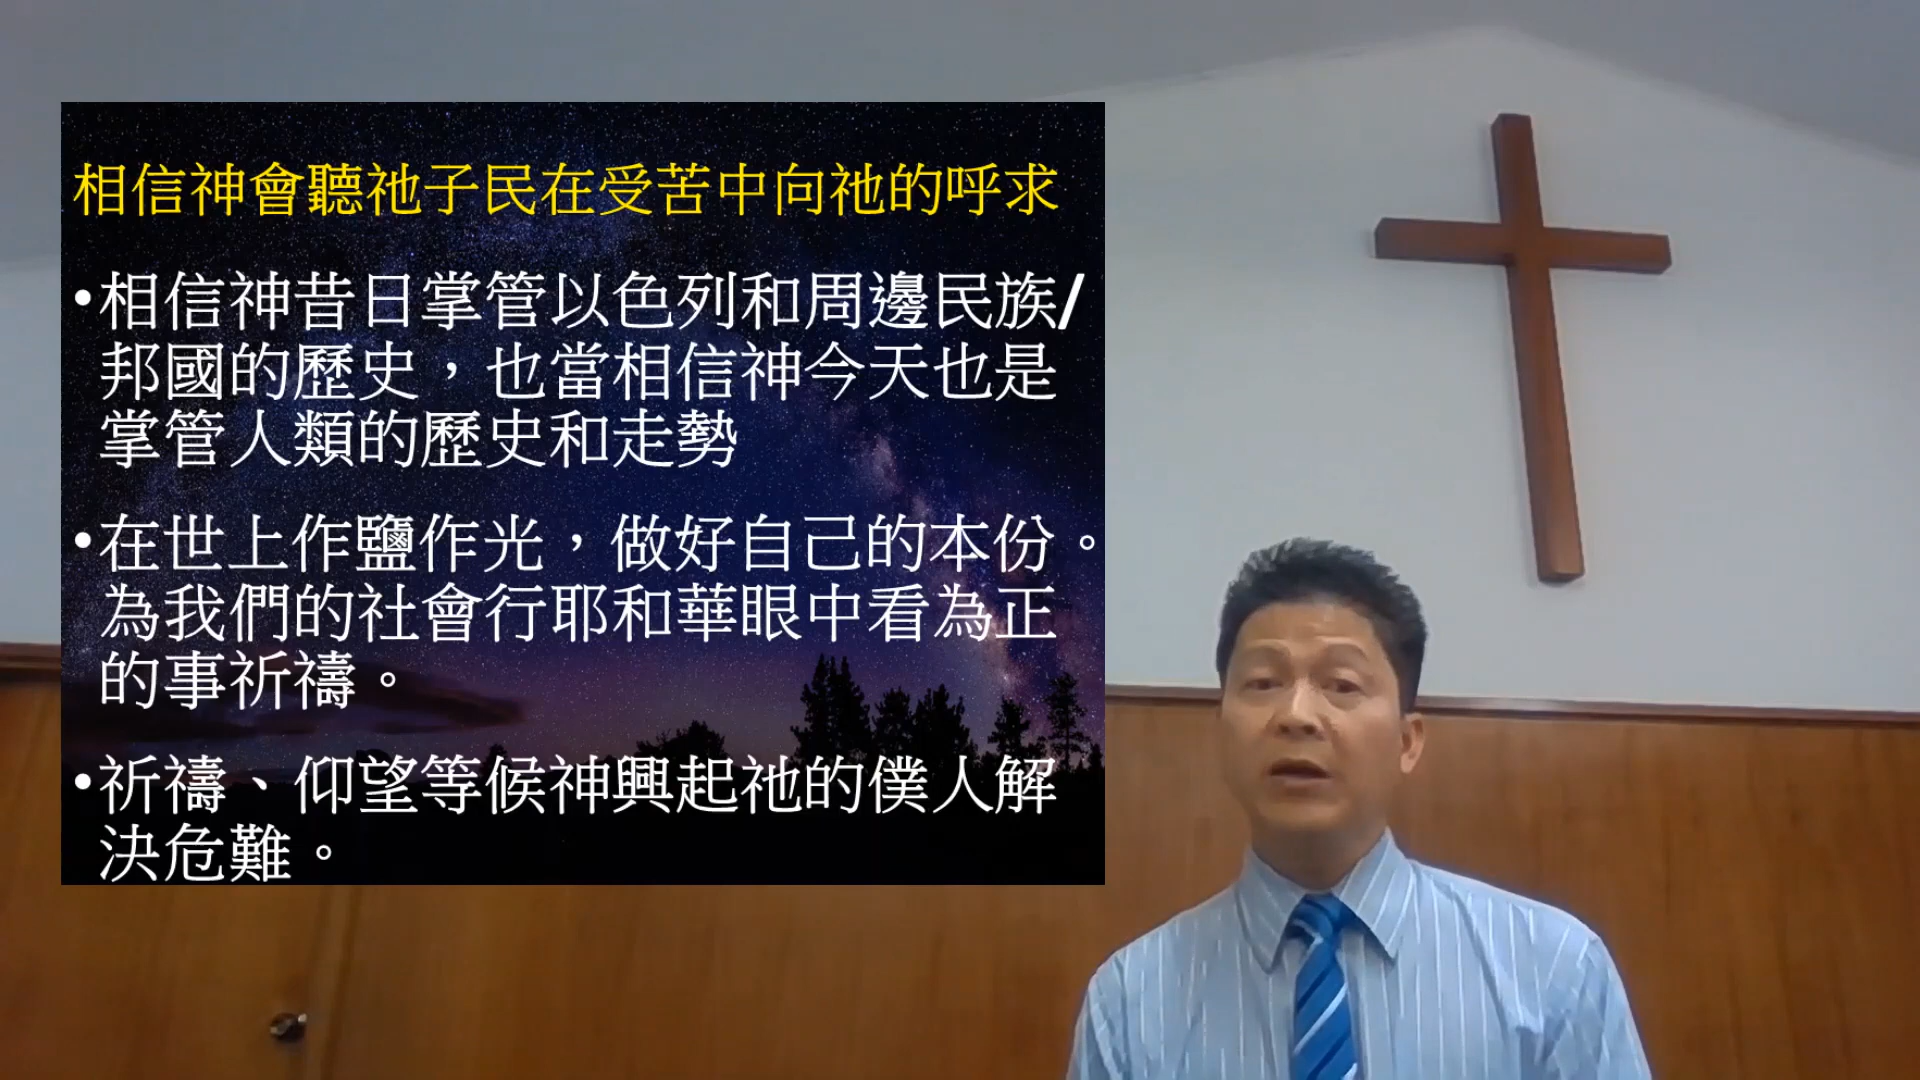 相信神會聽祂子民在受苦中向祂的呼求
•相信神昔日掌管以色列和周邊民族/
邦國的歷史，也當相信神今天也是
掌管人類的歷史和走勢
•在世上作鹽作光，做好自己的本份。
為我們的社會行耶和華眼中看為正
的事祈禱。
•祈禱、仰望等候神興起祂的僕人解
決危難。